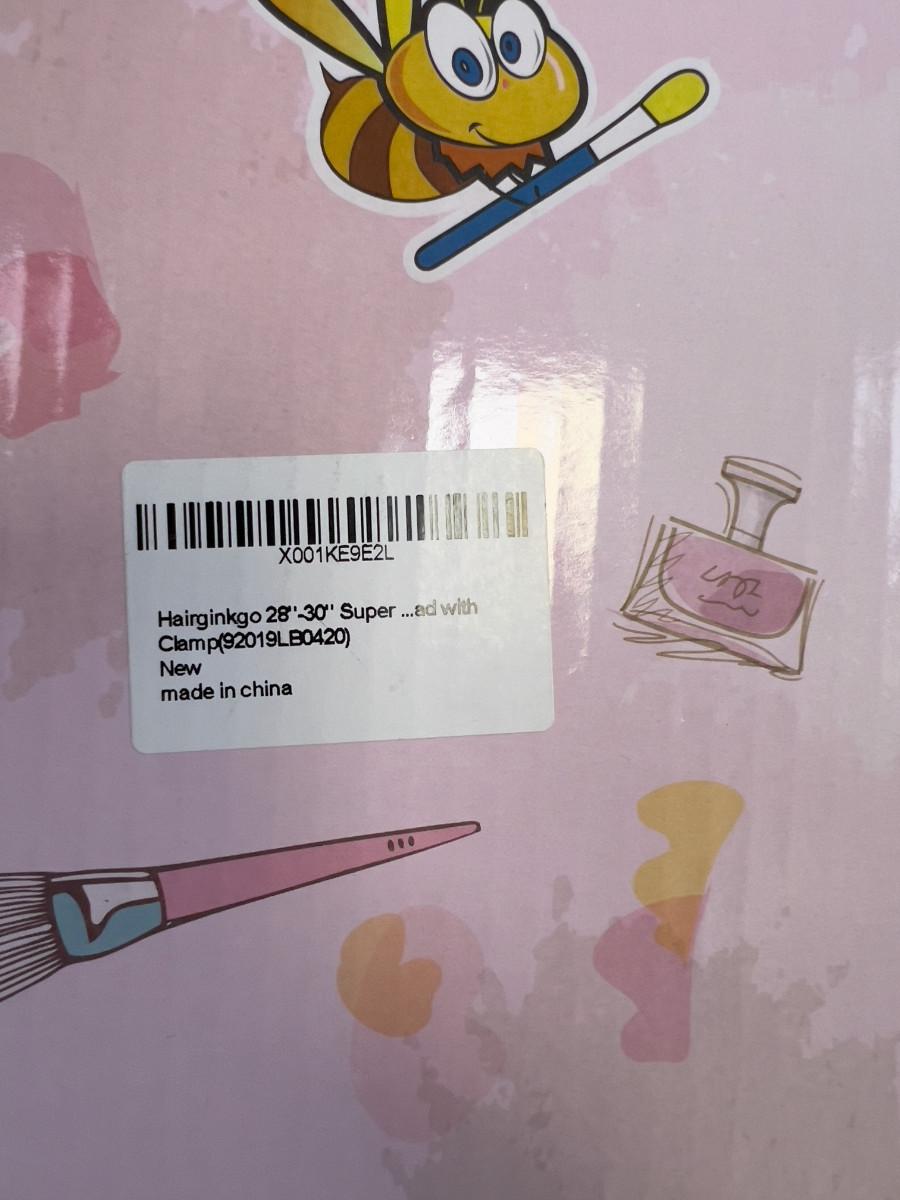 X001KE9E2L
Hairginkgo 28''-30'' Super ...ad with
Clamp(92019LB0420)
New
made in china